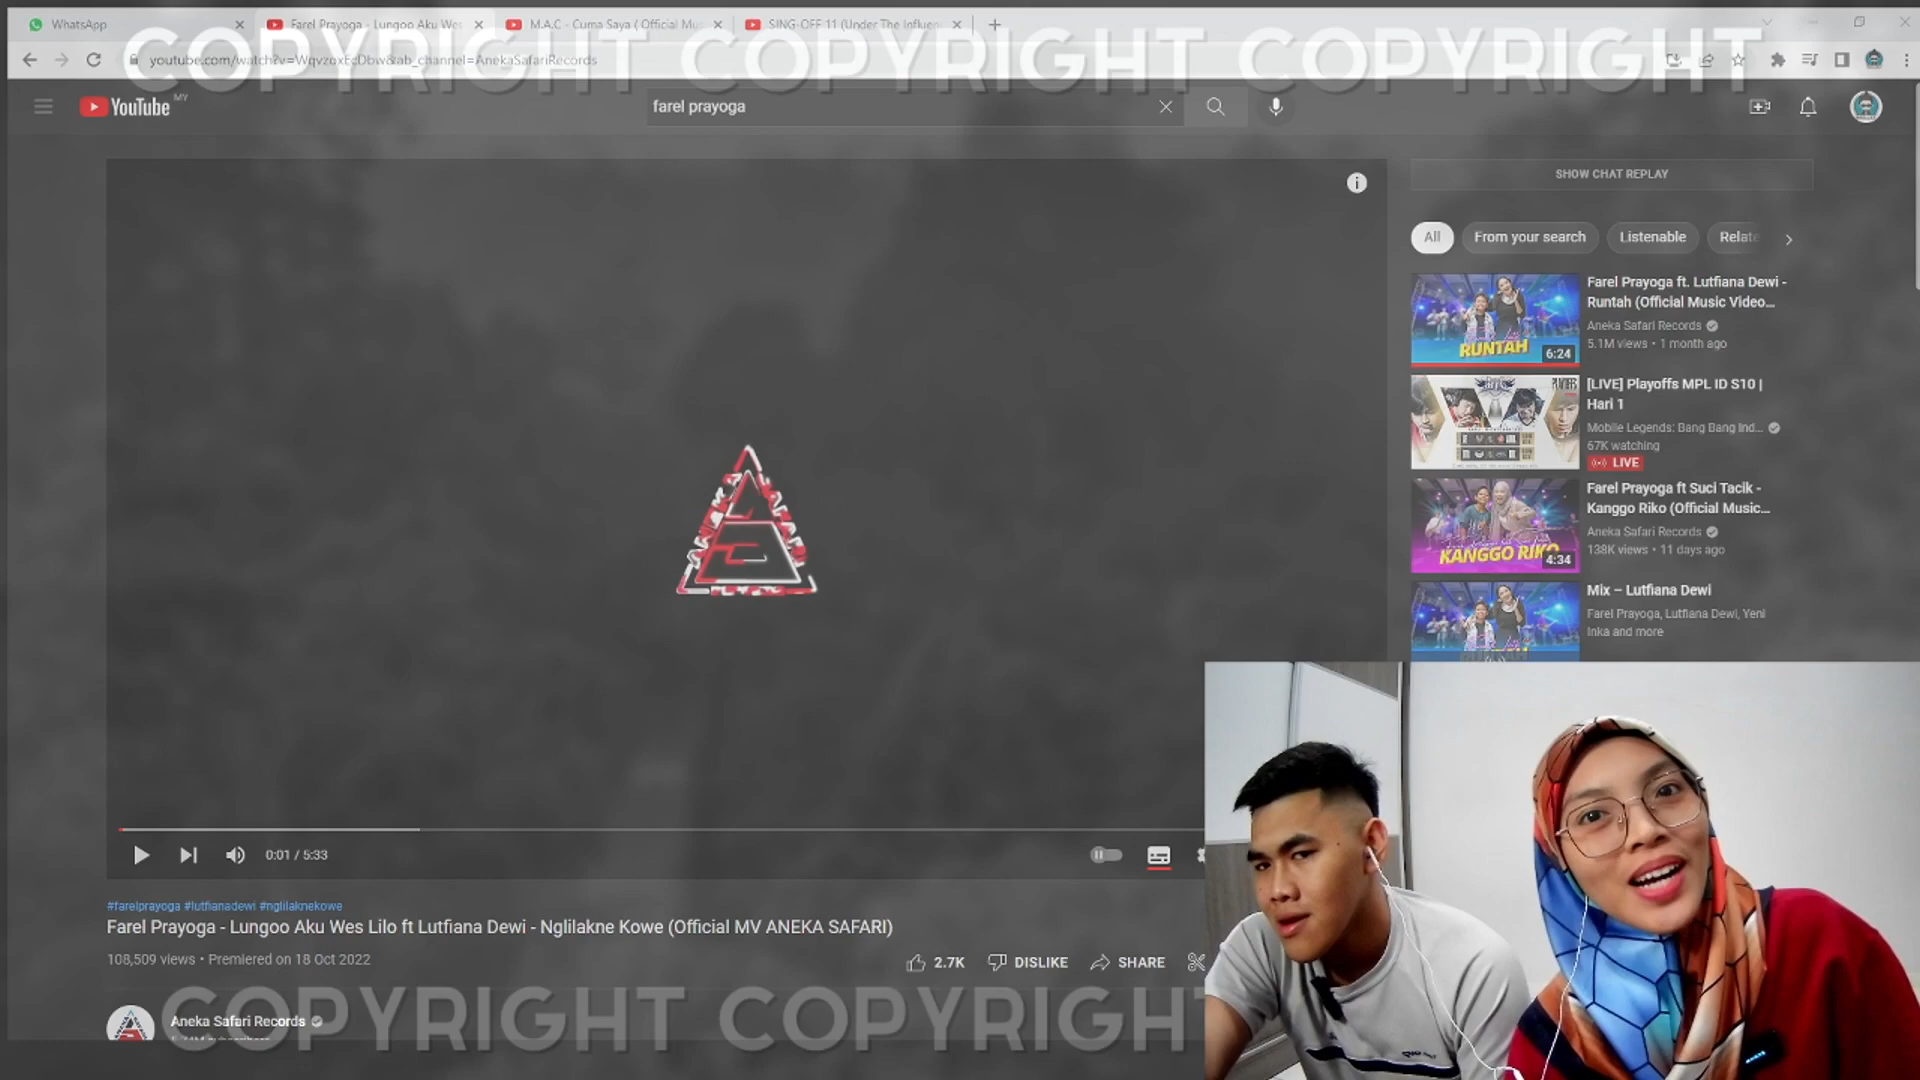 WhatsApp
Farel Prayoga - Lungoo Aku Wes
M.A.C - Cuma Saya ( Official Mu
SING-OFF 11 (Under The Influen
COPYRIGHT COPYRIGHT COPYRIGHT
YouTube MY
farel prayoga
SHOW CHAT REPLAY
All
From your search
Listenable
Relate
Farel Prayoga ft. Lutfiana Dewi -
Runtah (Official Music Video...
Aneka Safari Records
5.1M views • 1 month ago
RUNTAH
6:24
[LIVE] Playoffs MPL ID S10 |
Hari 1
Mobile Legends: Bang Bang Ind...
67K watching
LIVE
Farel Prayoga ft Suci Tacik -
Kanggo Riko (Official Music...
Aneka Safari Records
138K views • 11 days ago
KANGGO RIKO
4:34
Mix – Lutfiana Dewi
Farel Prayoga, Lutfiana Dewi, Yeni
Inka and more
0:01 / 5:33
#farelprayoga #lutfianadewi #nglilaknekowe
Farel Prayoga - Lungoo Aku Wes Lilo ft Lutfiana Dewi - Nglilakne Kowe (Official MV ANEKA SAFARI)
108,509 views • Premiered on 18 Oct 2022
2.7K
DISLIKE
SHARE
COPYRIGHT COPYRIGHT
Aneka Safari Records